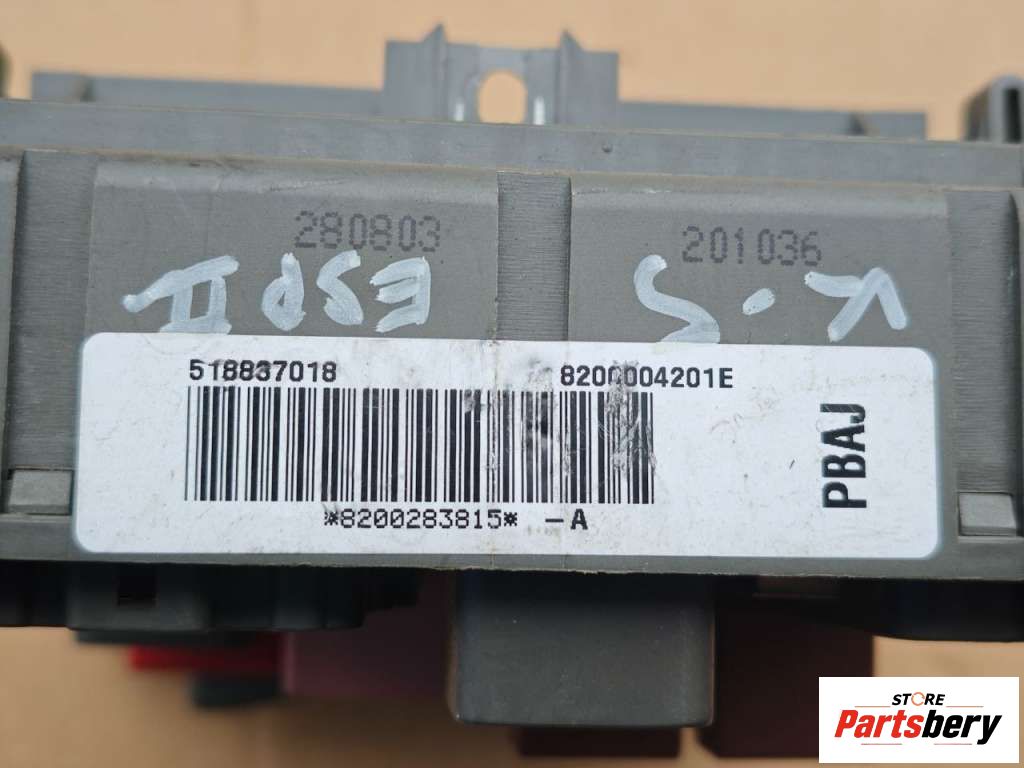 280803 201036
ESP II K-S
518837018 8200004201E
PBAJ
*8200283815* -A
STORE
Partsbery